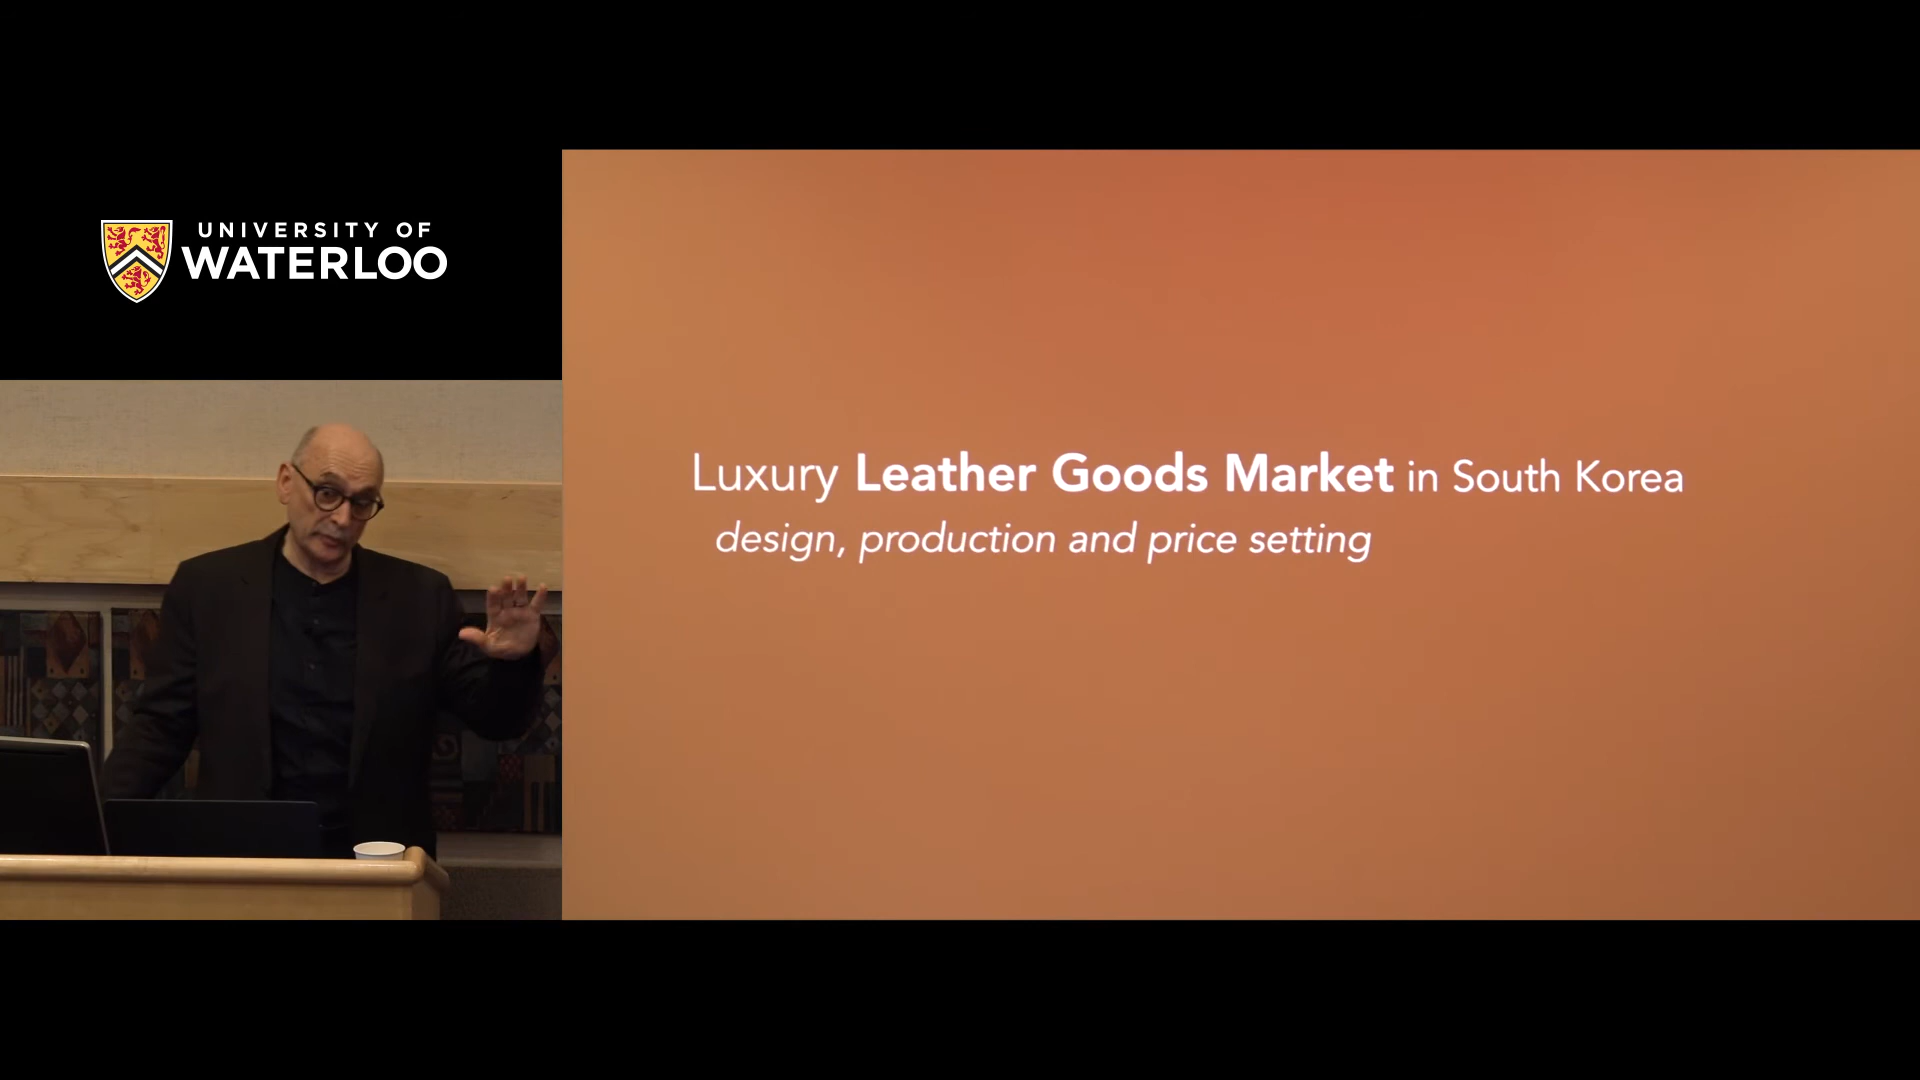 UNIVERSITY OF
WATERLOO
Luxury Leather Goods Market in South Korea
design, production and price setting